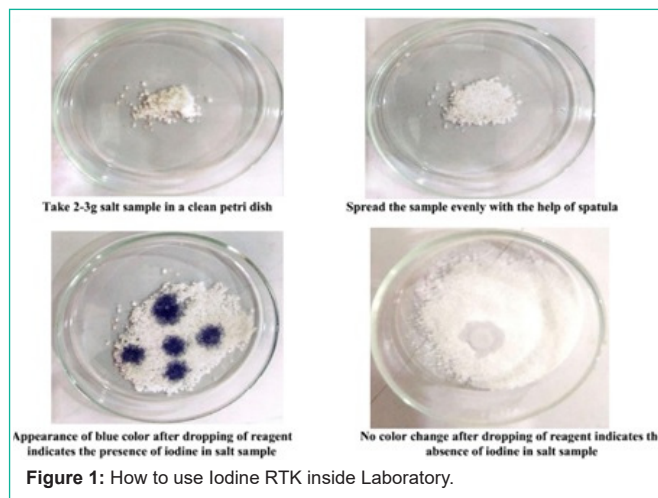 Take 2-3g salt sample in a clean petri dish
Spread the sample evenly with the help of spatula
Appearance of blue color after dropping of reagent
indicates the presence of iodine in salt sample
No color change after dropping of reagent indicates th
absence of iodine in salt sample
Figure 1: How to use Iodine RTK inside Laboratory.